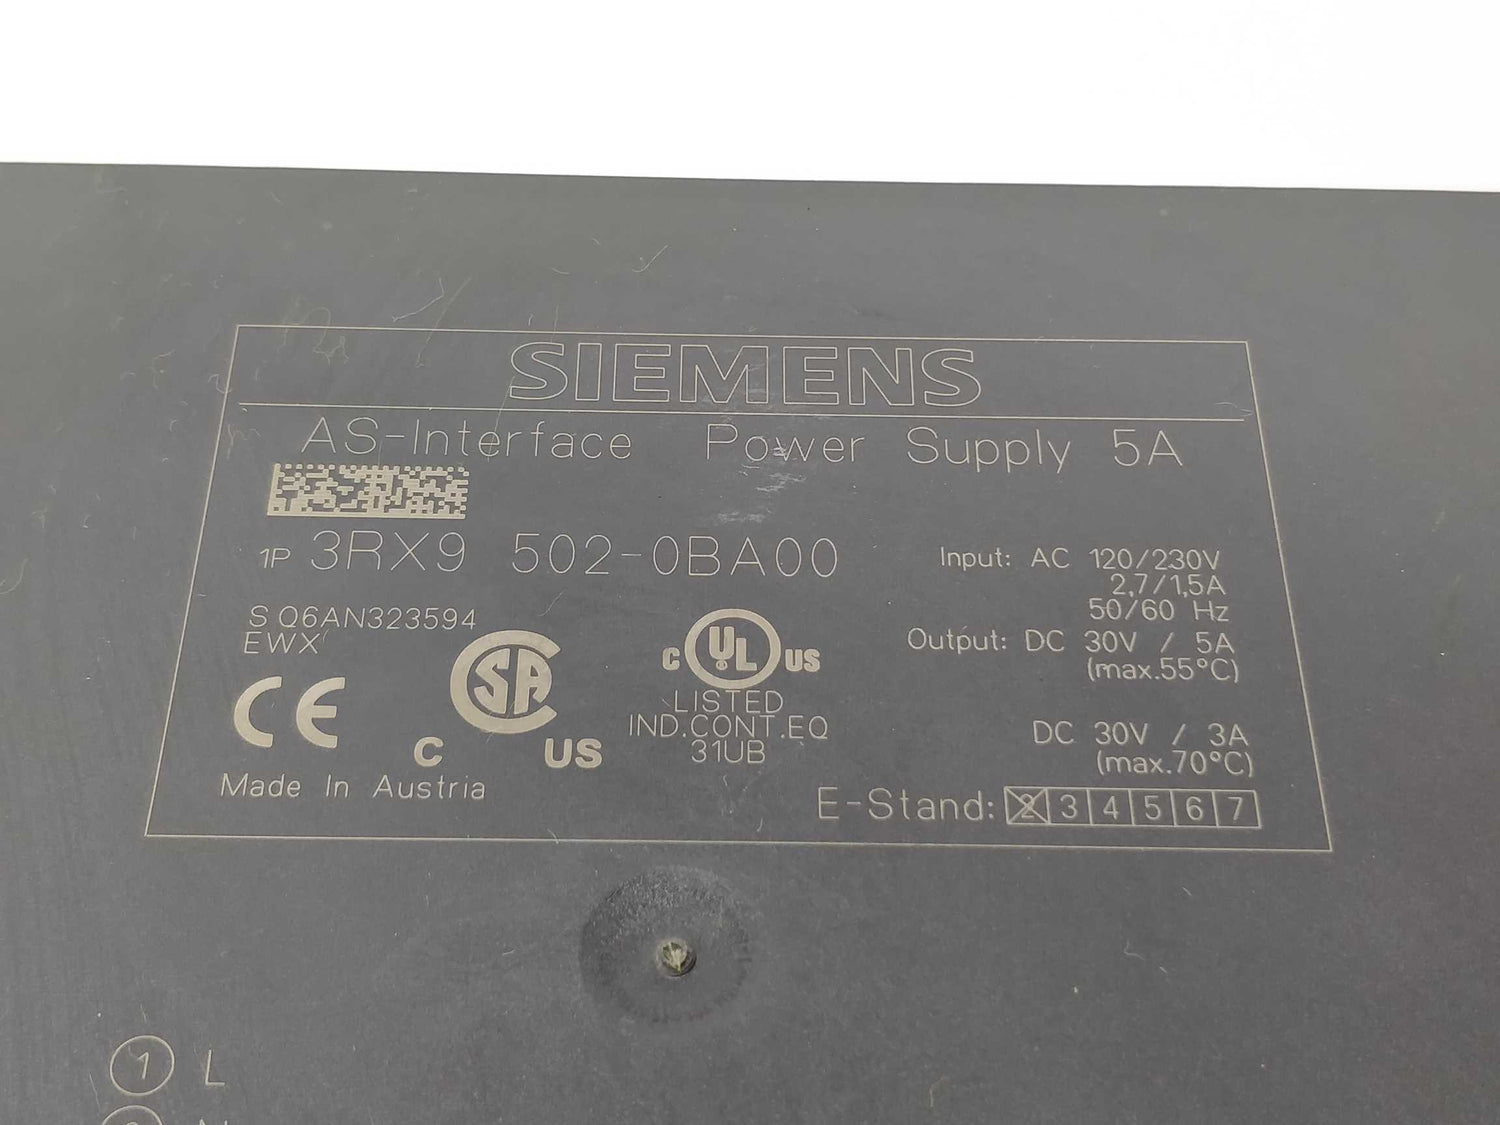 SIEMENS
AS-Interface Power Supply 5A
1P 3RX9 502-0BA00
S Q6AN323594
EWX
CE
SA
C US
Made In Austria
C UL US
LISTED
IND.CONT.EQ
31UB
Input: AC 120/230V
2,7/1,5A
50/60 Hz
Output: DC 30V / 5A
(max.55°C)
DC 30V / 3A
(max.70°C)
E-Stand: 2 3 4 5 6 7
1 L